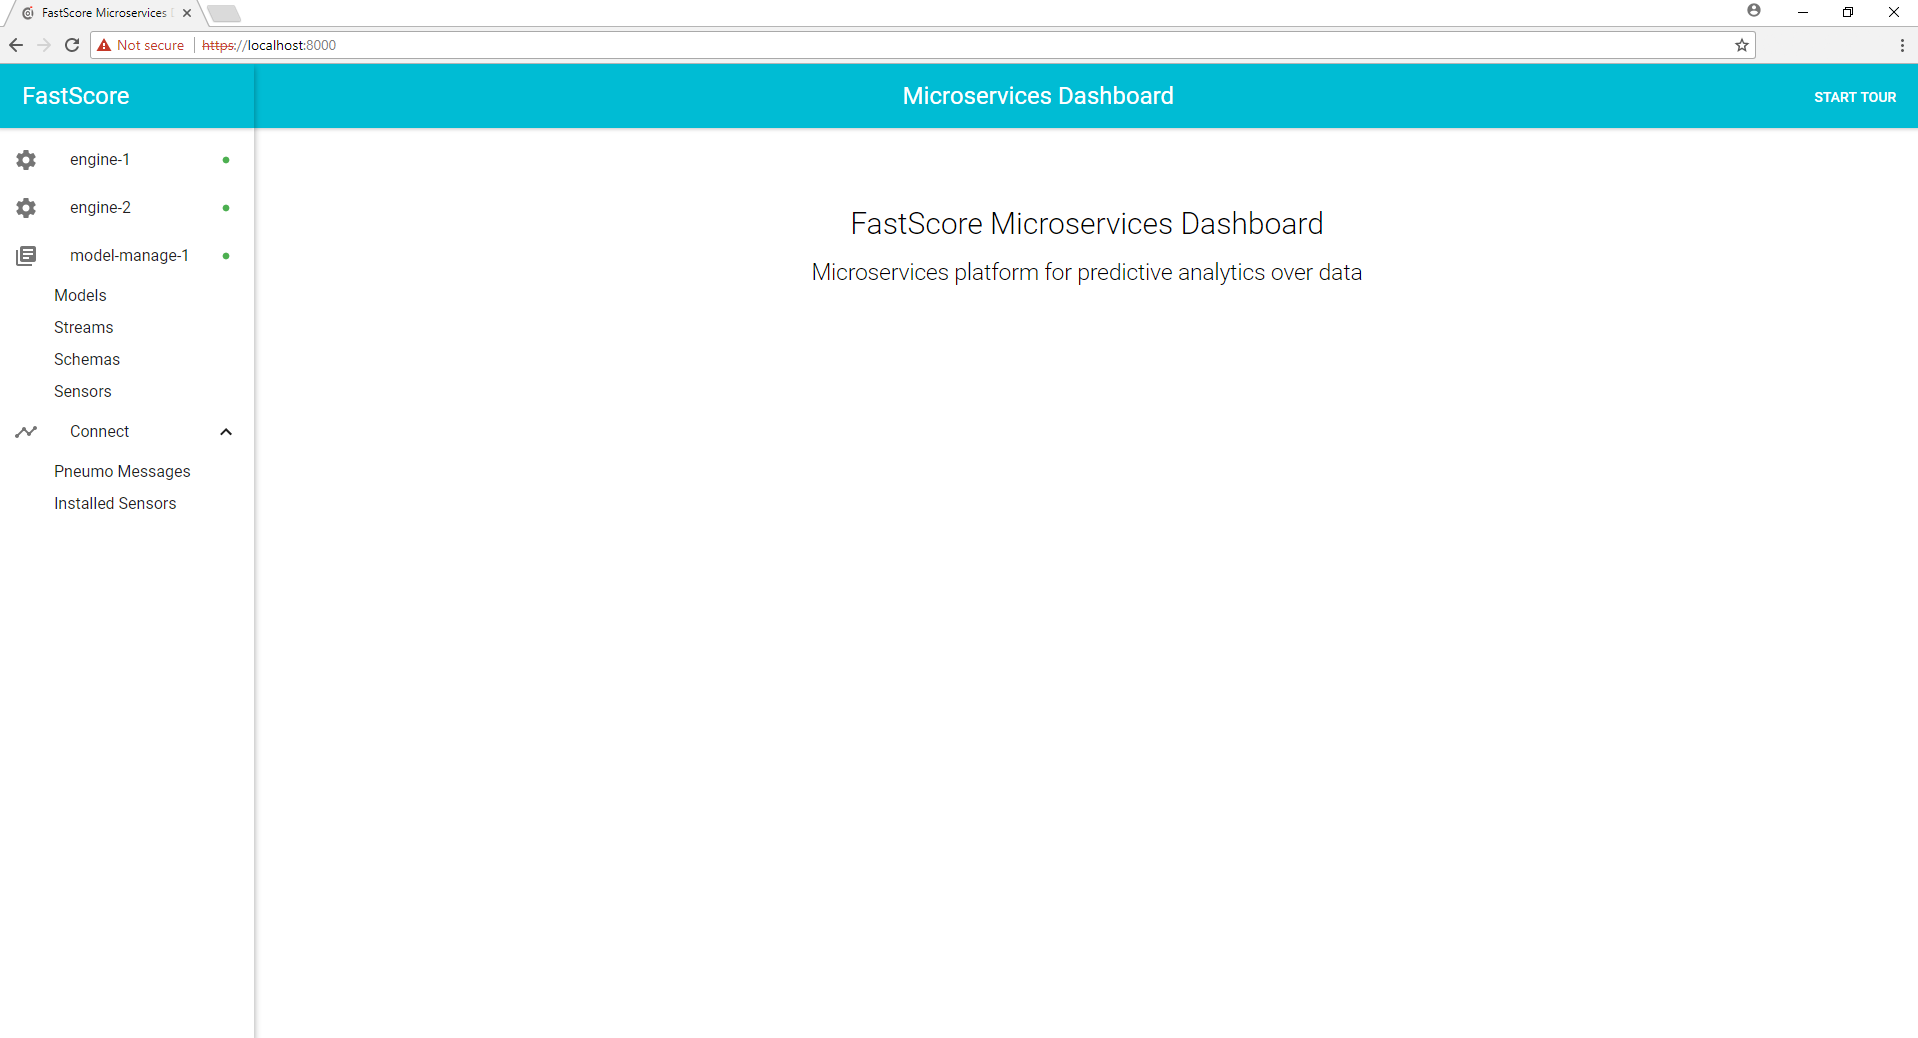 FastScore Microservices
Not secure https://localhost:8000
FastScore
Microservices Dashboard
START TOUR
engine-1
engine-2
model-manage-1
Models
Streams
Schemas
Sensors
Connect
Pneumo Messages
Installed Sensors
FastScore Microservices Dashboard
Microservices platform for predictive analytics over data